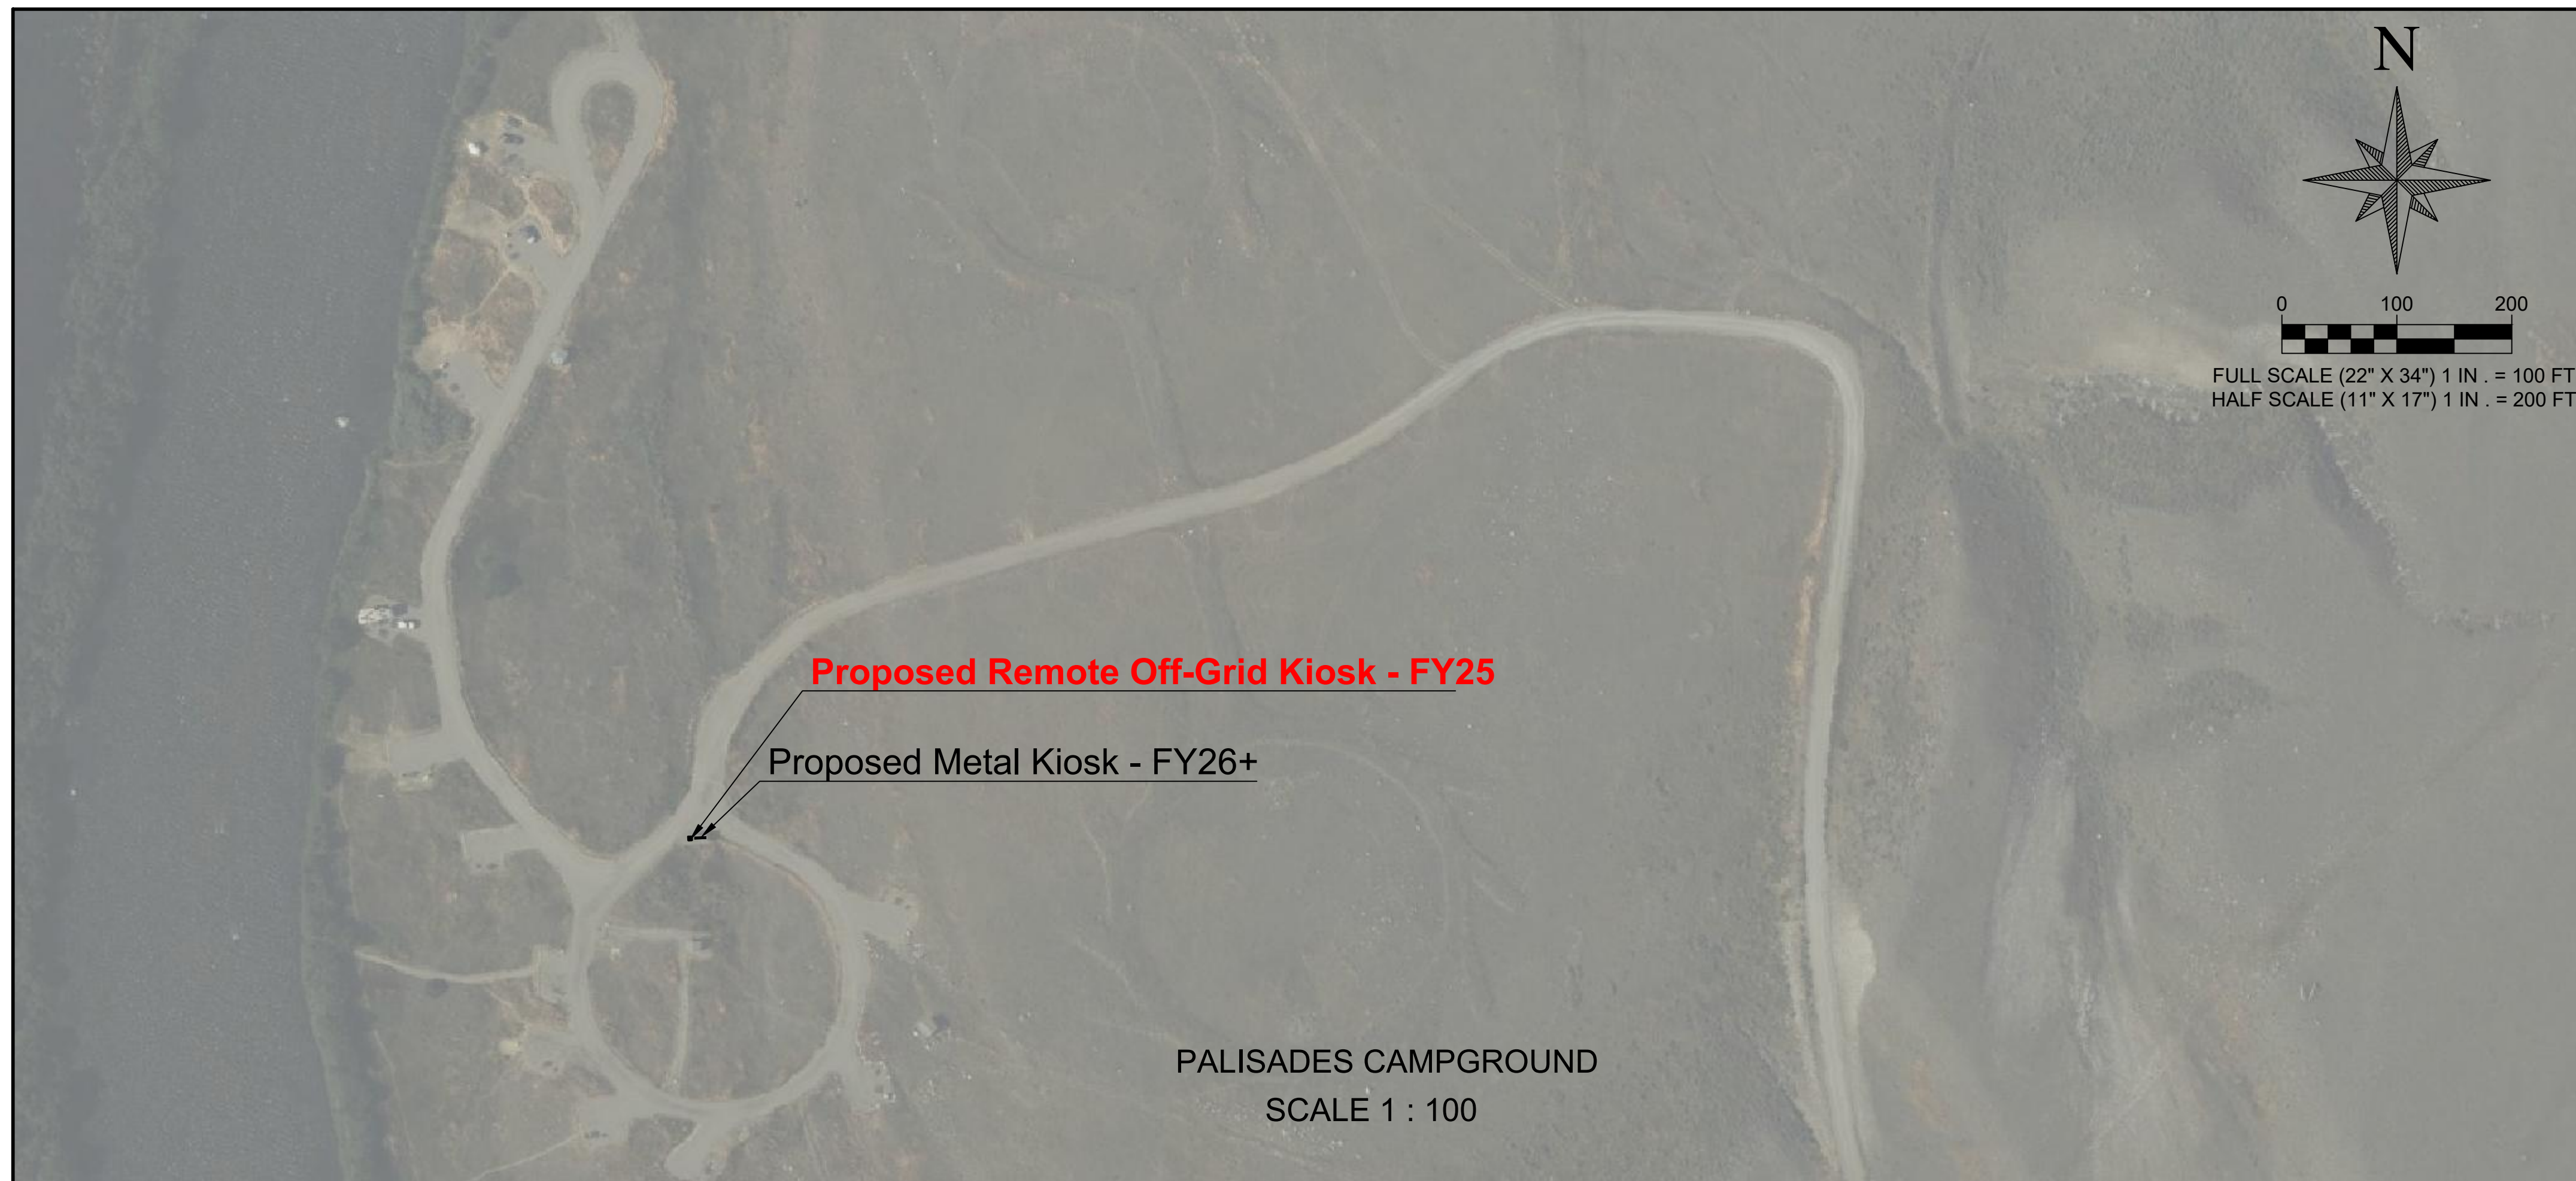 N
0 100 200
FULL SCALE (22" X 34") 1 IN . = 100 FT
HALF SCALE (11" X 17") 1 IN . = 200 FT
Proposed Remote Off-Grid Kiosk - FY25
Proposed Metal Kiosk - FY26+
PALISADES CAMPGROUND
SCALE 1 : 100